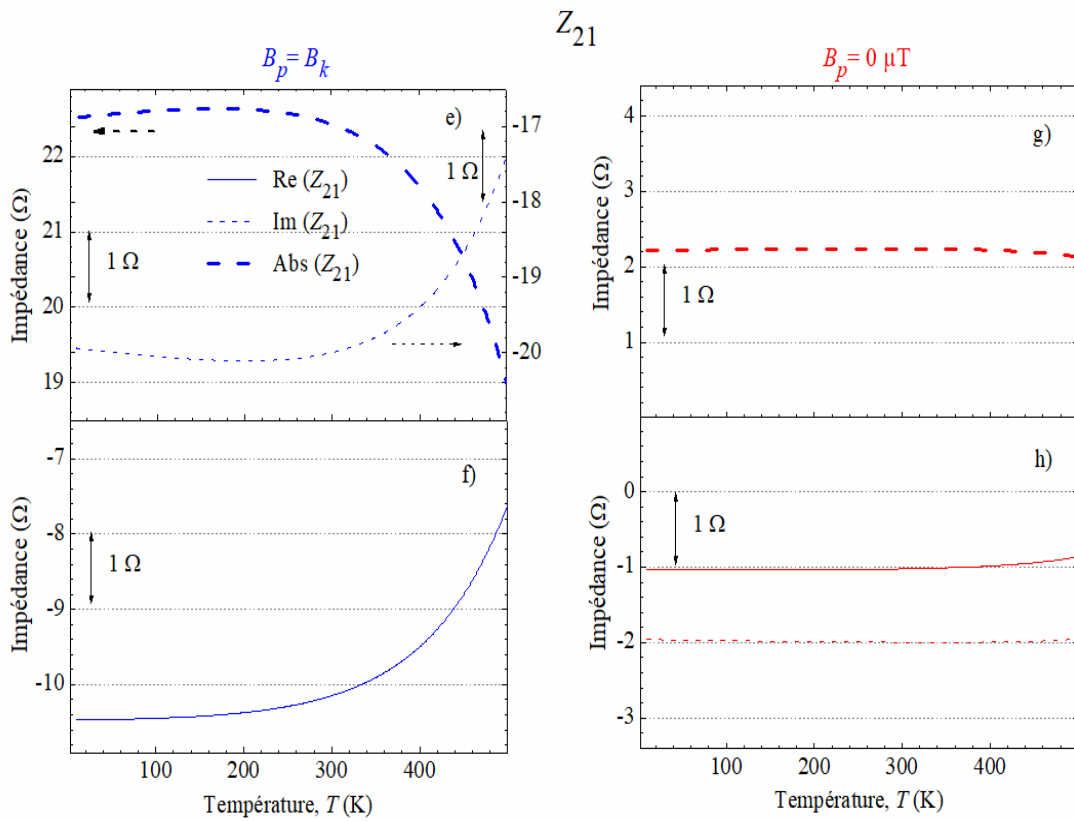 Z21
Bp = Bk
Bp = 0 µT
e)
22
21
20
19
Impédance (Ω)
1 Ω
Re (Z21)
Im (Z21)
Abs (Z21)
1 Ω
-17
-18
-19
-20
g)
4
3
2
1
Impédance (Ω)
1 Ω
f)
-7
-8
-9
-10
Impédance (Ω)
1 Ω
100 200 300 400
Température, T (K)
h)
0
-1
-2
-3
Impédance (Ω)
1 Ω
100 200 300 400
Température, T (K)